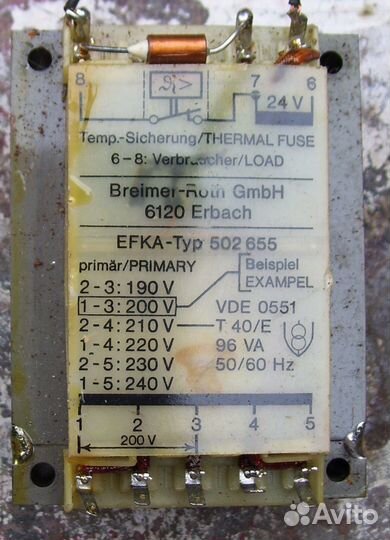 8 ϑ> 7 6
24 V
Temp.-Sicherung/THERMAL FUSE
6-8: Verbraucher/LOAD
Breimer-Roth GmbH
6120 Erbach
EFKA-Typ 502 655
primär/PRIMARY
Beispiel
EXAMPEL
2-3: 190 V
1-3: 200 V
2-4: 210 V
1-4: 220 V
2-5: 230 V
1-5: 240 V
VDE 0551
T 40/E
96 VA
50/60 Hz
1 2 3 4 5
200 V
Avito